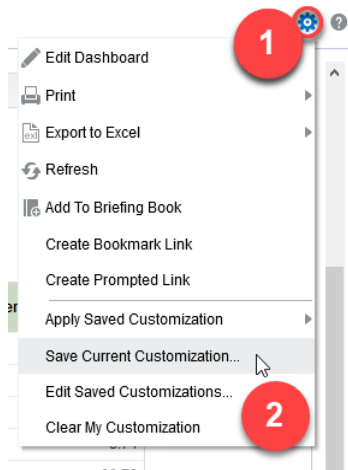 1
?
Edit Dashboard
Print
Export to Excel
Refresh
Add To Briefing Book
Create Bookmark Link
Create Prompted Link
Apply Saved Customization
Save Current Customization...
Edit Saved Customizations...
2
Clear My Customization